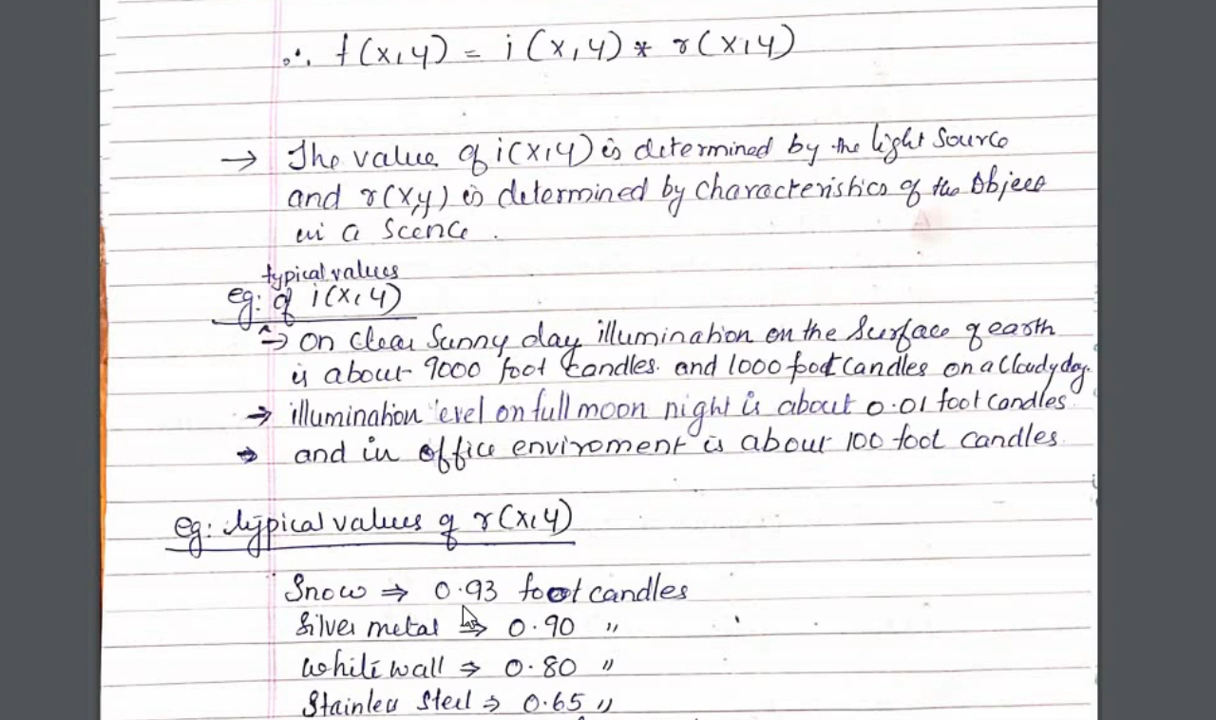 ∴ f(x,y) = i(x,y) * r(x,y)
→ The value of i(x,y) is determined by the light source
and r(x,y) is determined by characteristics of the Object
in a Scence.
typical values
eg: of i(x,y)
→ on clear Sunny day illumination on the Surface of earth
is about 9000 foot candles. and 1000 foot candles on a Cloudy day.
→ illumination level on full moon night is about 0.01 foot Candles
→ and in office enviroment is about 100 foot candles.
eg: typical values of r(x,y)
Snow ⇒ 0.93 foot candles
Silver metal ⇒ 0.90 "
White wall ⇒ 0.80 "
Stainless Steel ⇒ 0.65 "